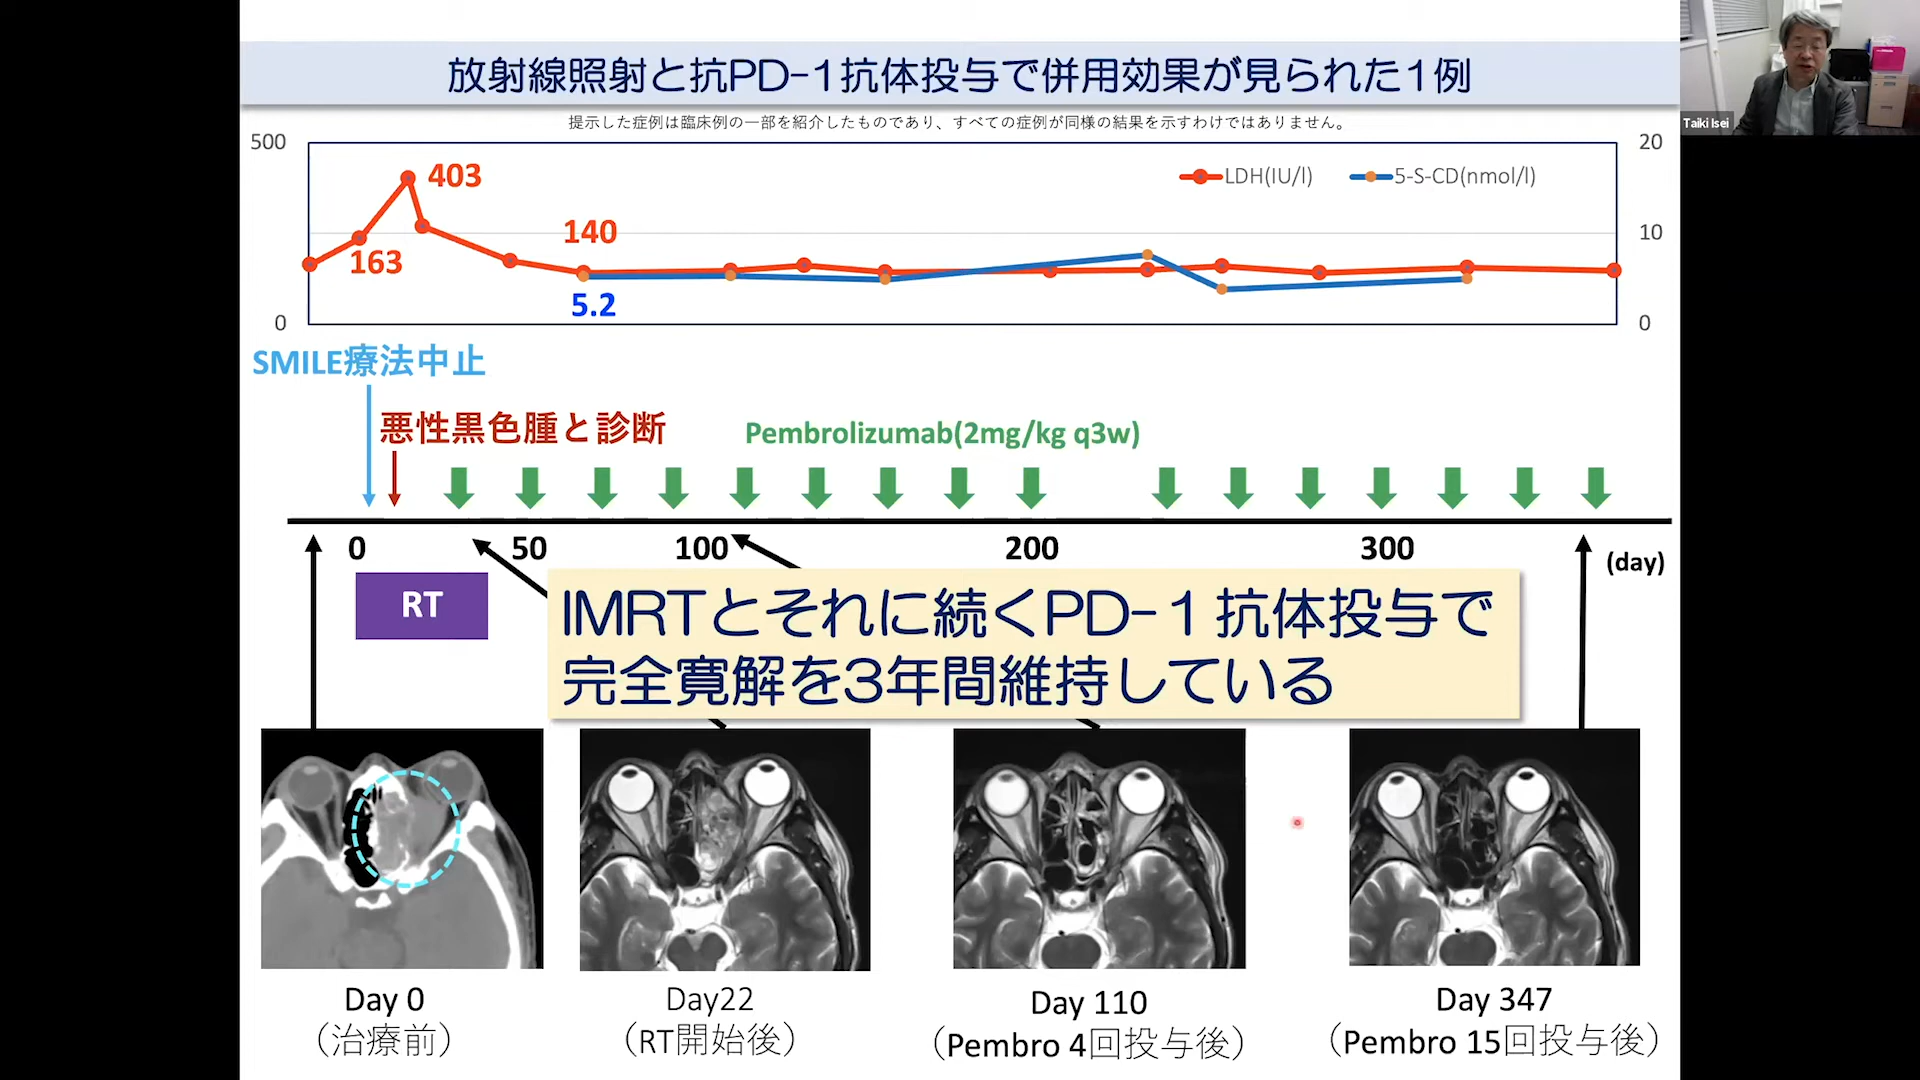 放射線照射と抗PD-1抗体投与で併用効果が見られた1例
提示した症例は臨床例の一部を紹介したものであり、すべての症例が同様の結果を示すわけではありません。
Taiki Isei
500
20
LDH(IU/l)
5-S-CD(nmol/l)
403
140
10
163
5.2
0
0
SMILE療法中止
悪性黒色腫と診断
Pembrolizumab(2mg/kg q3w)
0 50 100 200 300 (day)
RT
IMRTとそれに続くPD-1抗体投与で
完全寛解を3年間維持している
Day 0
（治療前）
Day22
（RT開始後）
Day 110
（Pembro 4回投与後）
Day 347
（Pembro 15回投与後）